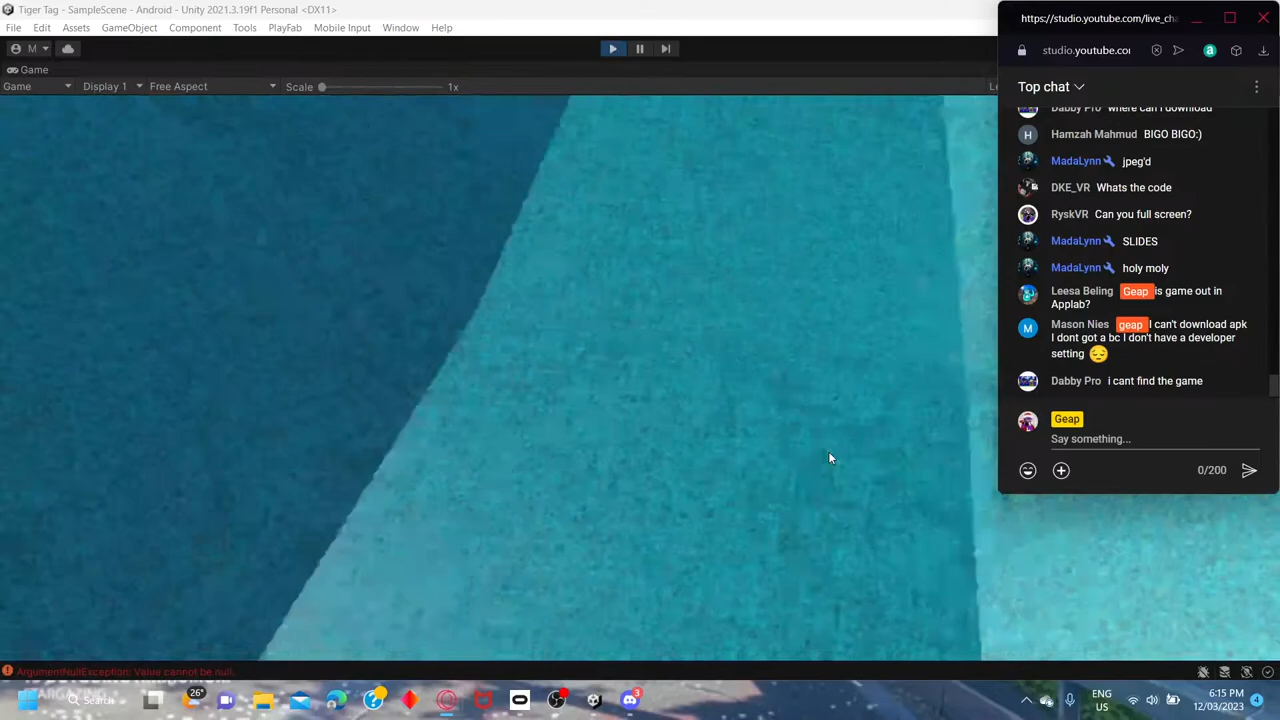 Tiger Tag - SampleScene - Android - Unity 2021.3.19f1 Personal <DX11>
File Edit Assets GameObject Component Tools PlayFab Mobile Input Window Help
M
Game
Game Display 1 Free Aspect Scale 1x
https://studio.youtube.com/live_cha
studio.youtube.co
Top chat
Dabby Pro where can i download
Hamzah Mahmud BIGO BIGO:)
MadaLynn jpeg'd
DKE_VR Whats the code
RyskVR Can you full screen?
MadaLynn SLIDES
MadaLynn holy moly
Leesa Beling Geap is game out in
Applab?
Mason Nies geap I can't download apk
I dont got a bc I don't have a developer
setting 😔
Dabby Pro i cant find the game
Geap
Say something...
0/200
ArgumentNullException: Value cannot be null.
Search
26°
3
ENG
US
6:15 PM
12/03/2023
4